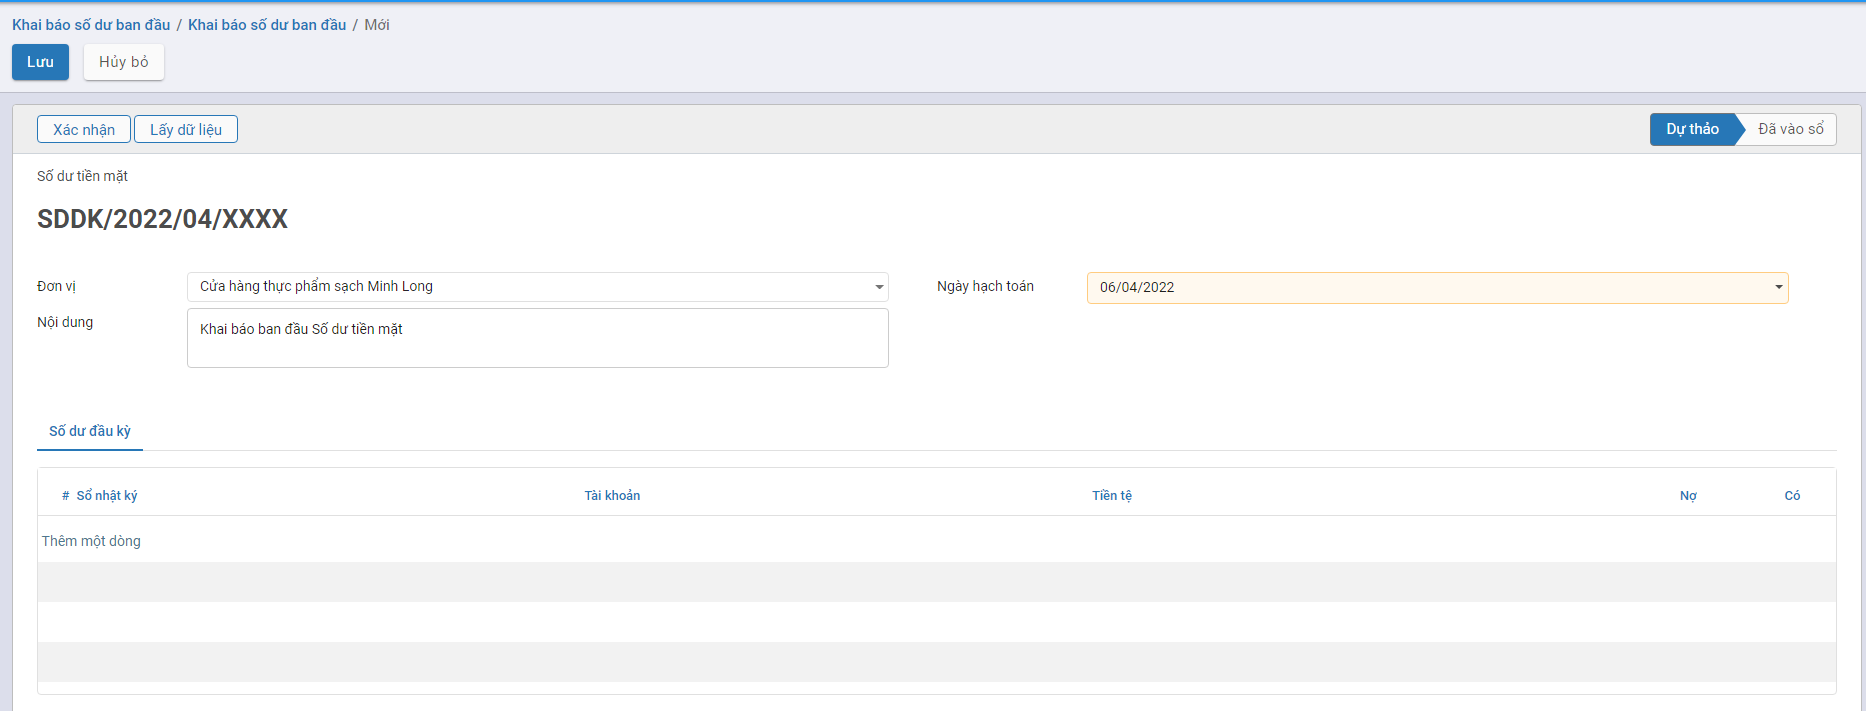 Khai báo số dư ban đầu / Khai báo số dư ban đầu / Mới
Lưu Hủy bỏ
Xác nhận Lấy dữ liệu Dự thảo Đã vào sổ
Số dư tiền mặt
SDDK/2022/04/XXXX
Đơn vị Cửa hàng thực phẩm sạch Minh Long Ngày hạch toán 06/04/2022
Nội dung Khai báo ban đầu Số dư tiền mặt
Số dư đầu kỳ
# Sổ nhật ký Tài khoản Tiền tệ Nợ Có
Thêm một dòng